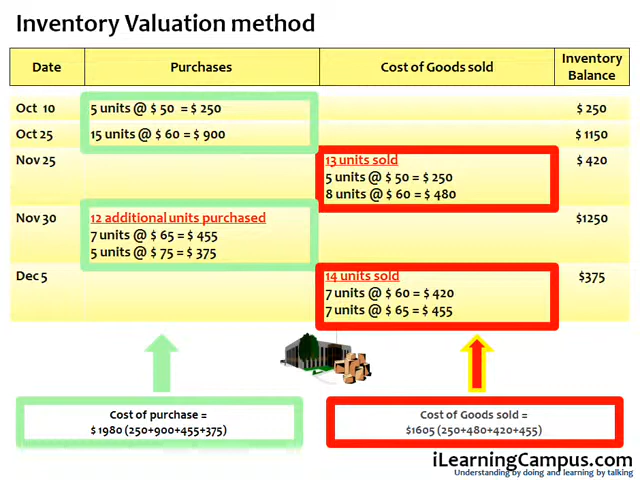 Inventory Valuation method
Date Purchases Cost of Goods sold Inventory Balance
Oct 10 5 units @ $ 50 = $ 250 $ 250
Oct 25 15 units @ $ 60 = $ 900 $ 1150
Nov 25 13 units sold $ 420
5 units @ $ 50 = $ 250
8 units @ $ 60 = $ 480
Nov 30 12 additional units purchased $1250
7 units @ $ 65 = $ 455
5 units @ $ 75 = $ 375
Dec 5 14 units sold $375
7 units @ $ 60 = $ 420
7 units @ $ 65 = $ 455
Cost of purchase =
$ 1980 (250+900+455+375)
Cost of Goods sold =
$1605 (250+480+420+455)
iLearningCampus.com
Understanding by doing and learning by talking